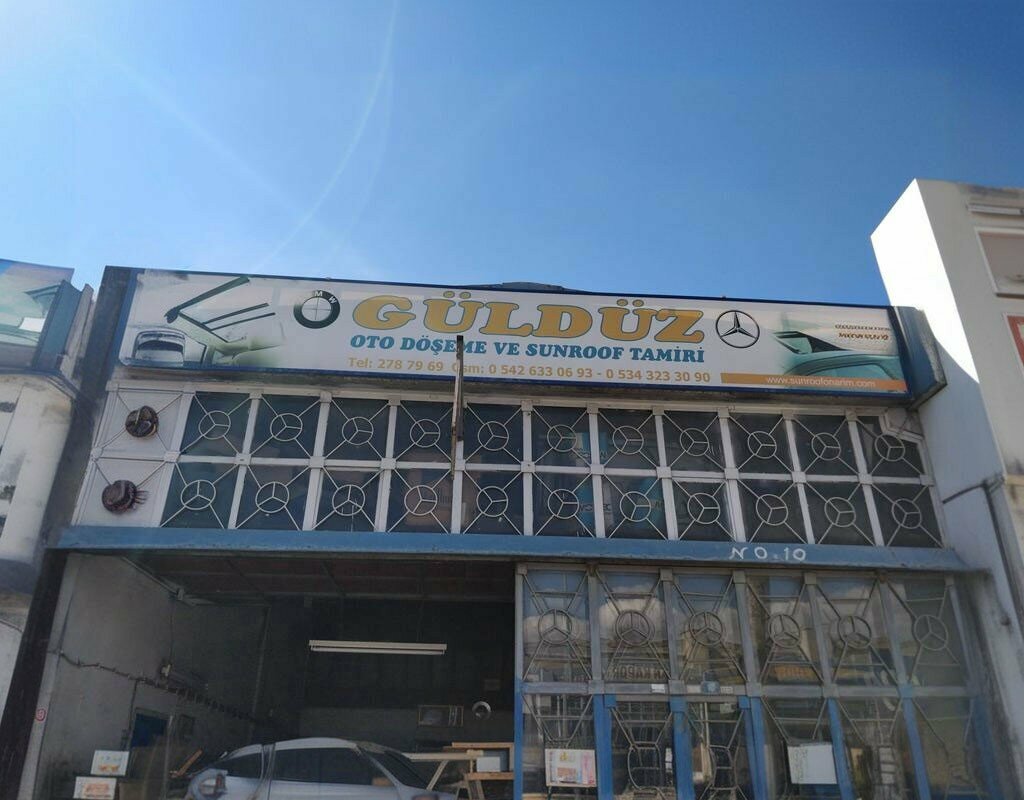 GÜLDÜZ
OTO DÖŞEME VE SUNROOF TAMİRİ
Tel: 278 79 69 Gsm: 0 542 633 06 93 - 0 534 323 30 90
www.sunroofonarim.com
NO.10